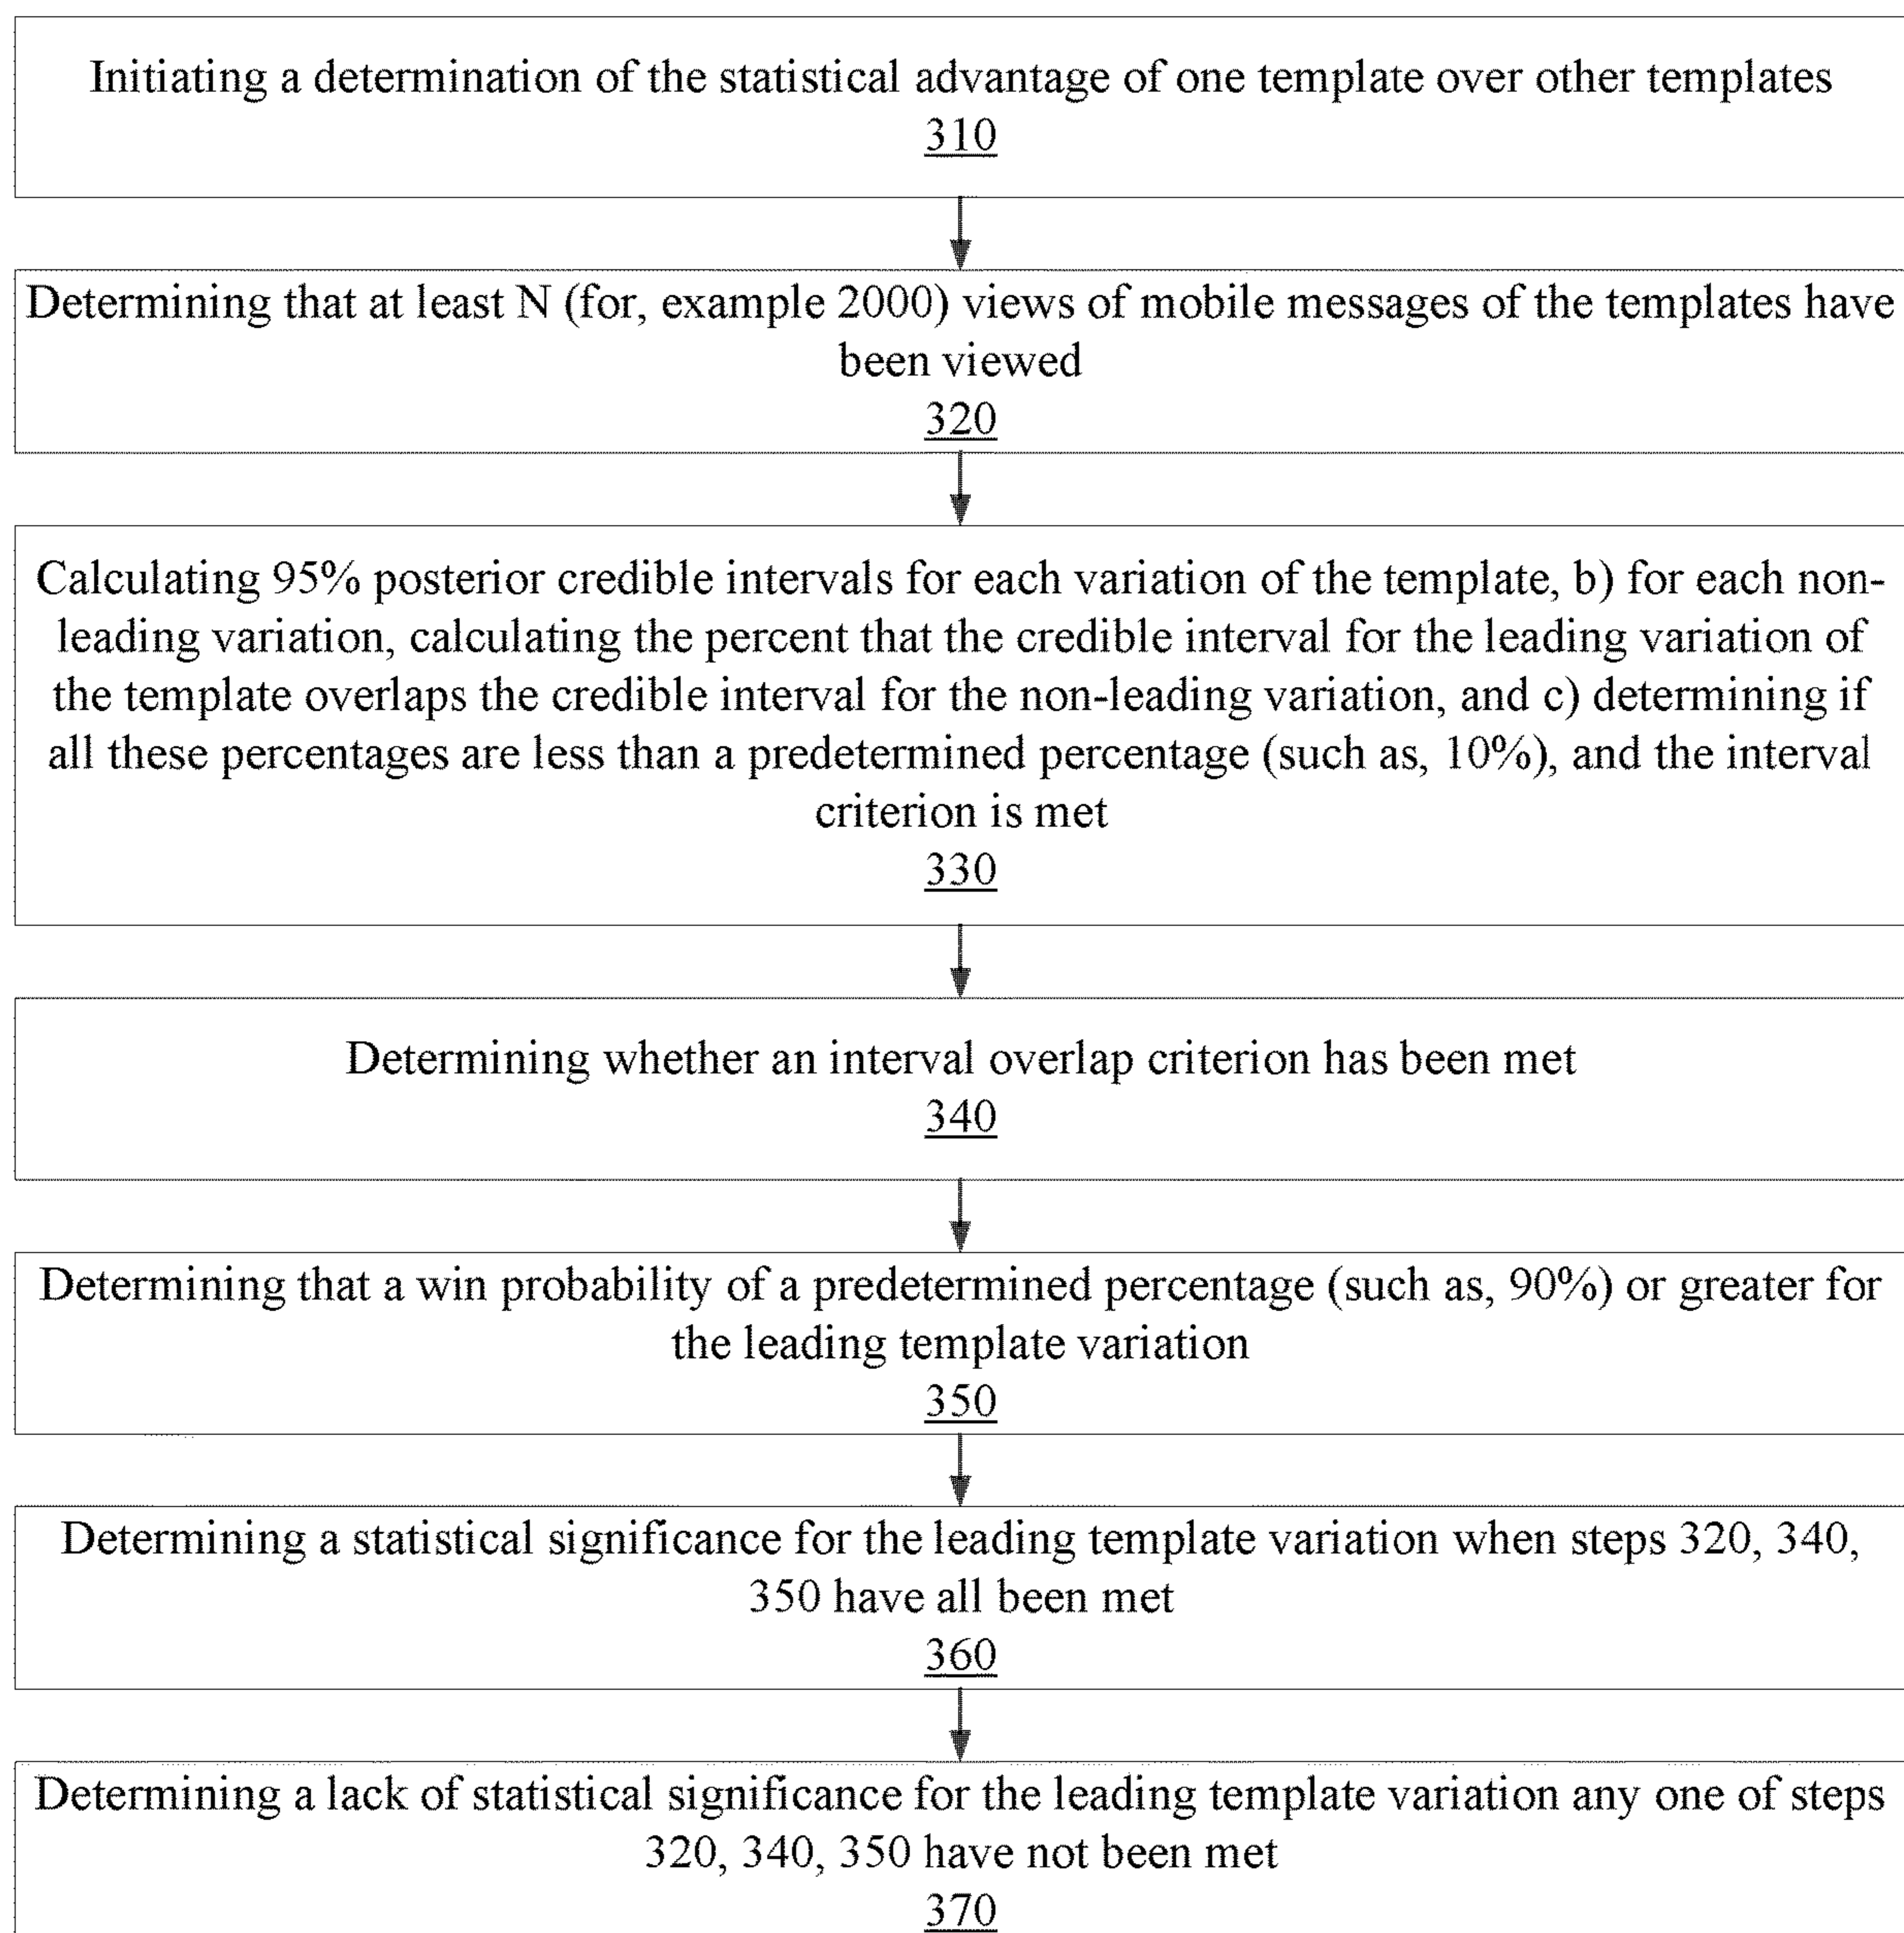 Initiating a determination of the statistical advantage of one template over other templates
310
Determining that at least N (for, example 2000) views of mobile messages of the templates have
been viewed
320
Calculating 95% posterior credible intervals for each variation of the template, b) for each non-
leading variation, calculating the percent that the credible interval for the leading variation of
the template overlaps the credible interval for the non-leading variation, and c) determining if
all these percentages are less than a predetermined percentage (such as, 10%), and the interval
criterion is met
330
Determining whether an interval overlap criterion has been met
340
Determining that a win probability of a predetermined percentage (such as, 90%) or greater for
the leading template variation
350
Determining a statistical significance for the leading template variation when steps 320, 340,
350 have all been met
360
Determining a lack of statistical significance for the leading template variation any one of steps
320, 340, 350 have not been met
370